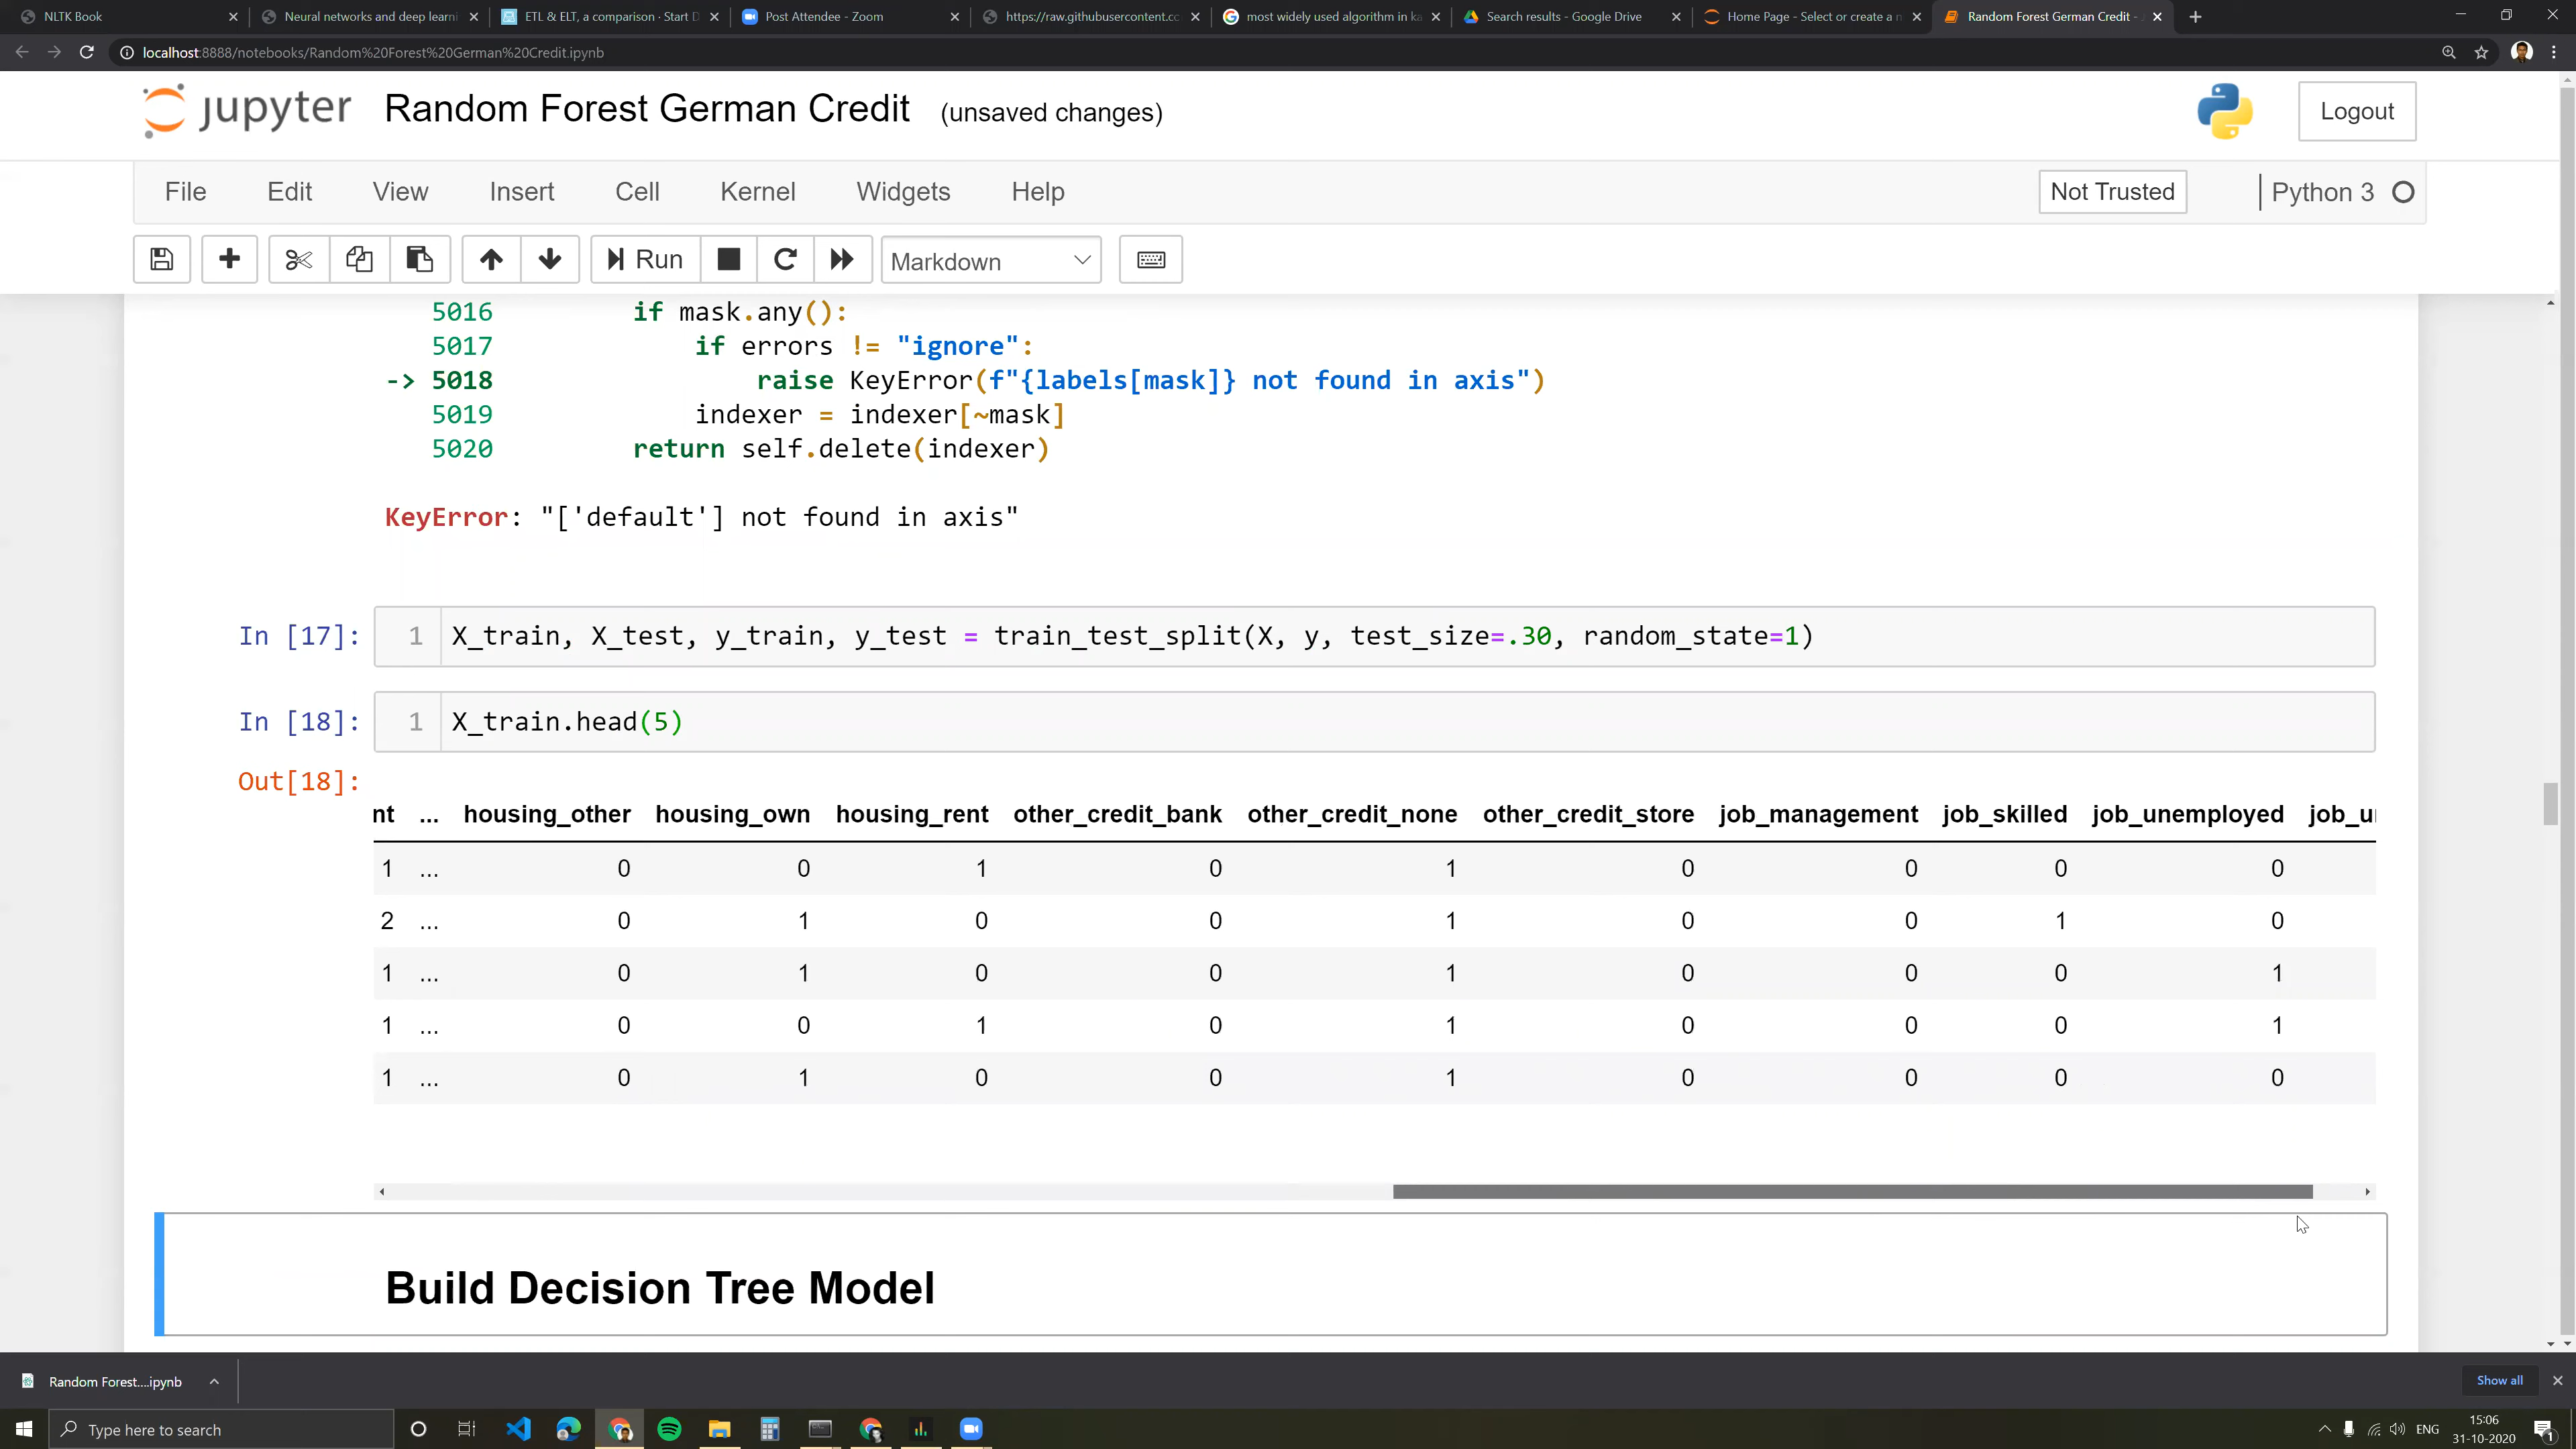 NLTK Book
Neural networks and deep learni
ETL & ELT, a comparison · Start D
Post Attendee - Zoom
https://raw.githubusercontent.co
most widely used algorithm in ka
Search results - Google Drive
Home Page - Select or create a n
Random Forest German Credit -
localhost:8888/notebooks/Random%20Forest%20German%20Credit.ipynb
jupyter Random Forest German Credit (unsaved changes)
Logout
File Edit View Insert Cell Kernel Widgets Help
Not Trusted
Python 3
Run
Markdown
5016 if mask.any():
5017 if errors != "ignore":
-> 5018 raise KeyError(f"{labels[mask]} not found in axis")
5019 indexer = indexer[~mask]
5020 return self.delete(indexer)
KeyError: "['default'] not found in axis"
In [17]: 1 X_train, X_test, y_train, y_test = train_test_split(X, y, test_size=.30, random_state=1)
In [18]: 1 X_train.head(5)
Out[18]:
nt ... housing_other housing_own housing_rent other_credit_bank other_credit_none other_credit_store job_management job_skilled job_unemployed job_u
1 ... 0 0 1 0 1 0 0 0 0
2 ... 0 1 0 0 1 0 0 1 0
1 ... 0 1 0 0 1 0 0 0 1
1 ... 0 0 1 0 1 0 0 0 1
1 ... 0 1 0 0 1 0 0 0 0
Build Decision Tree Model
Random Forest....ipynb
Show all
Type here to search
ENG
15:06
31-10-2020
1